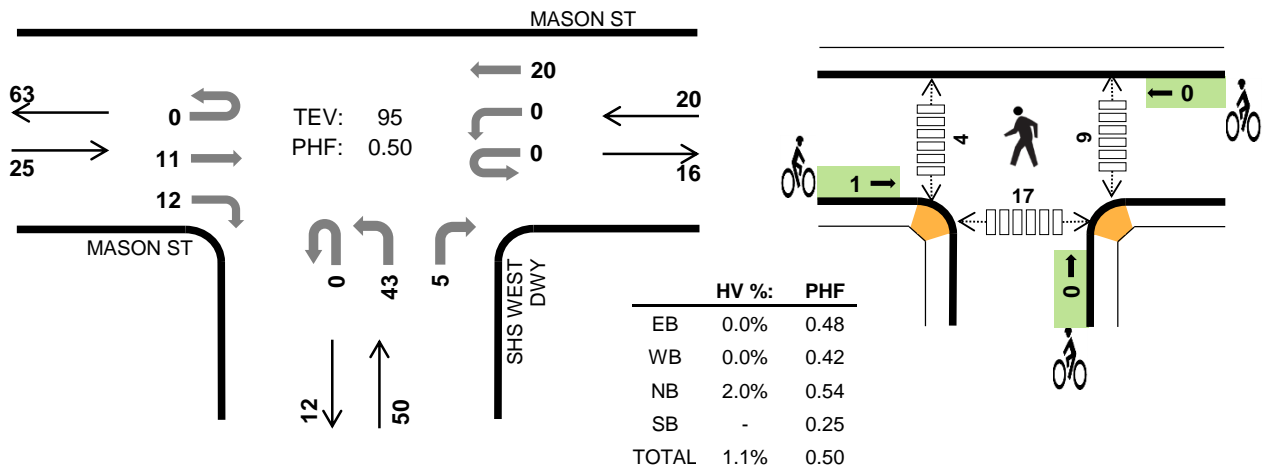 MASON ST
63
25
0
11
12
TEV: 95
PHF: 0.50
20
0
0
20
16
MASON ST
0
43
5
SHS WEST
DWY
12
50
HV %: PHF
EB 0.0% 0.48
WB 0.0% 0.42
NB 2.0% 0.54
SB - 0.25
TOTAL 1.1% 0.50
0
4
9
1
17
0